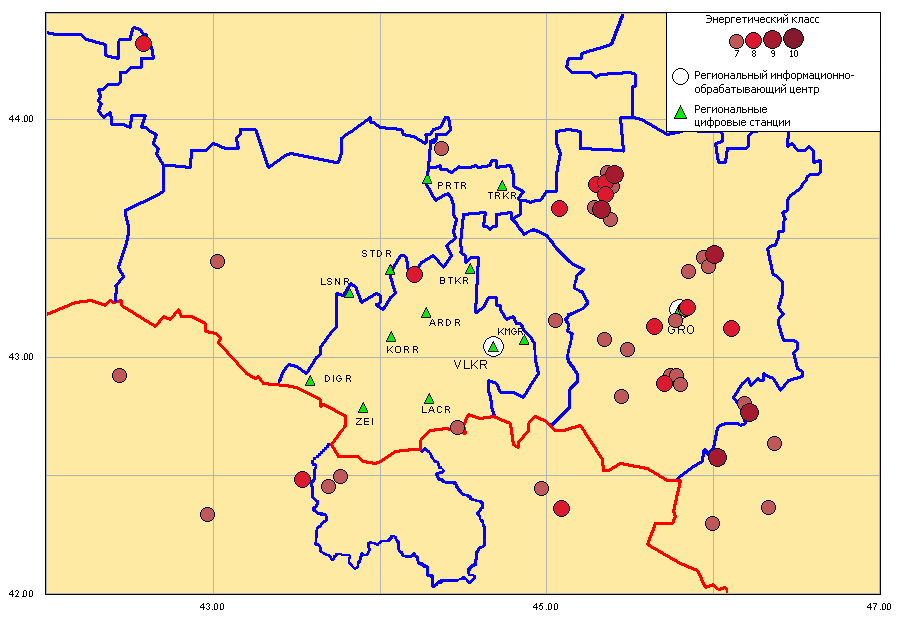 Энергетический класс
7 8 9 10
Региональный информационно-
обрабатывающий центр
Региональные
цифровые станции
44.00
PRTR
TRKR
STDR
LSNR
BTKR
ARDR
KMGR
GRO
KORR
43.00
VLKR
DIGR
LACR
ZEI
42.00
43.00
45.00
47.00